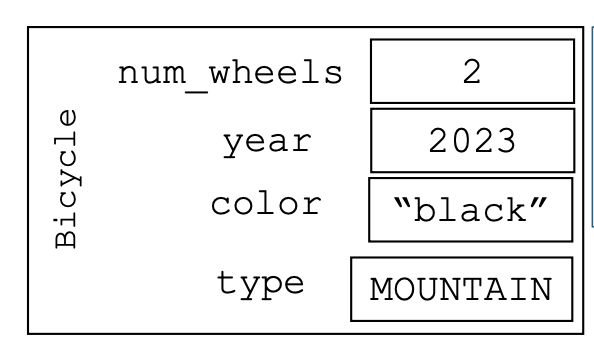 Bicycle
num_wheels 2
year 2023
color “black”
type MOUNTAIN